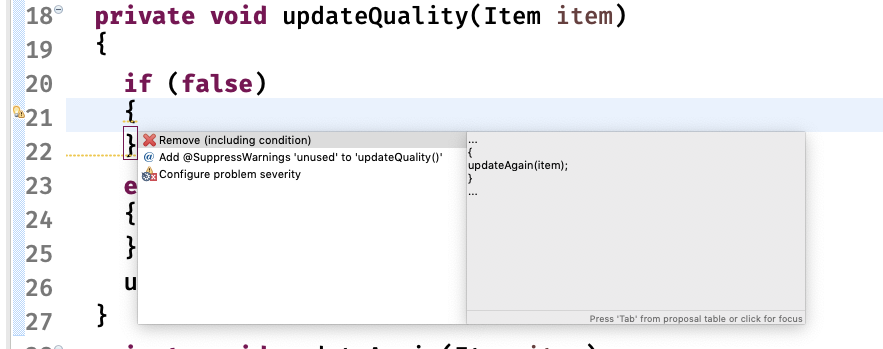 18 private void updateQuality(Item item)
19 {
20 if (false)
21 {
22 }
Remove (including condition)
@ Add @SuppressWarnings 'unused' to 'updateQuality()'
Configure problem severity
...
{
updateAgain(item);
}
...
Press 'Tab' from proposal table or click for focus
23 e
24 {
25 }
26 u
27 }